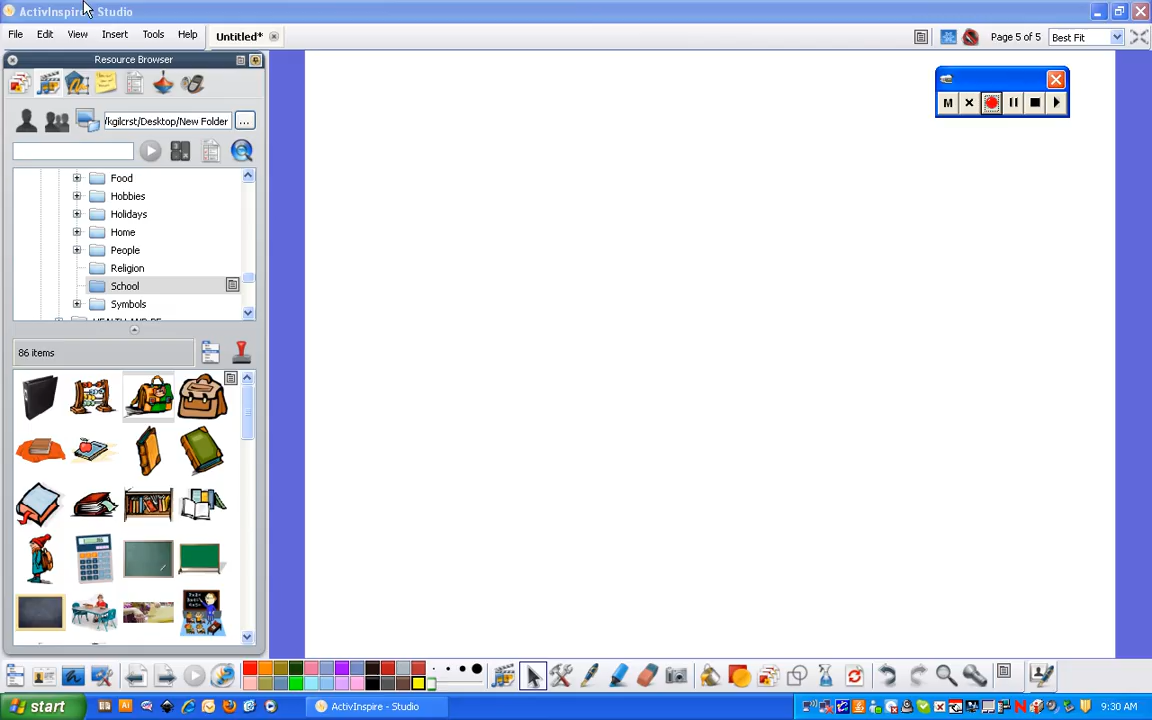 ActivInspire - Studio
File Edit View Insert Tools Help
Untitled*
Page 5 of 5
Best Fit
Resource Browser
M
/kgilcrst/Desktop/New Folder
...
Food
Hobbies
Holidays
Home
People
Religion
School
Symbols
86 items
start
ActivInspire - Studio
9:30 AM